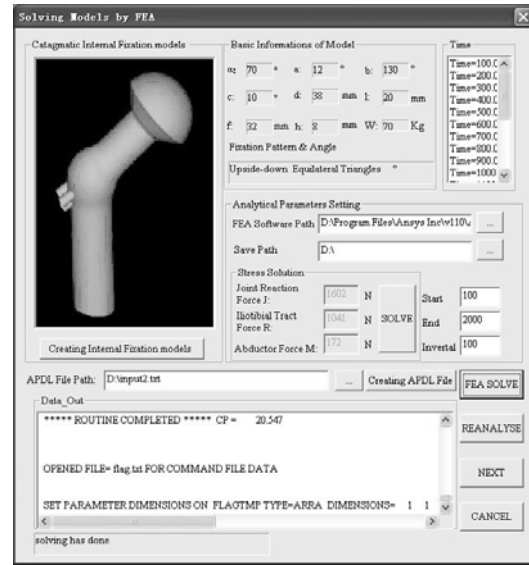 Solving Models by FEA
Catagmatic Internal Fixation models
Creating Internal Fixation models
Basic Informations of Model
70 ° a: 12 ° b: 130 °
c: 10 ° d: 38 mm l: 20 mm
f: 32 mm h: 8 mm W: 70 Kg
Fixation Pattern & Angle
Upside-down Equilateral Triangles °
Time
Time=100.0
Time=200.0
Time=300.0
Time=400.0
Time=500.0
Time=600.0
Time=700.0
Time=800.0
Time=900.0
Time=1000
Analytical Parameters Setting
FEA Software Path D:\Program Files\Ansys Inc\v110\
Save Path D:\
Stress Solution
Joint Reaction
Force J: 1602 N
Iliotibial Tract
Force R: 1041 N
Abductor Force M: 172 N
SOLVE
Start 100
End 2000
Invertal 100
APDL File Path: D:\input2.txt ... Creating APDL File
FEA SOLVE
REANALYSE
NEXT
CANCEL
Data_Out
***** ROUTINE COMPLETED ***** CP = 20.547
OPENED FILE= flag.txt FOR COMMAND FILE DATA
SET PARAMETER DIMENSIONS ON FLAGTMP TYPE=ARRA DIMENSIONS= 1 1
solving has done